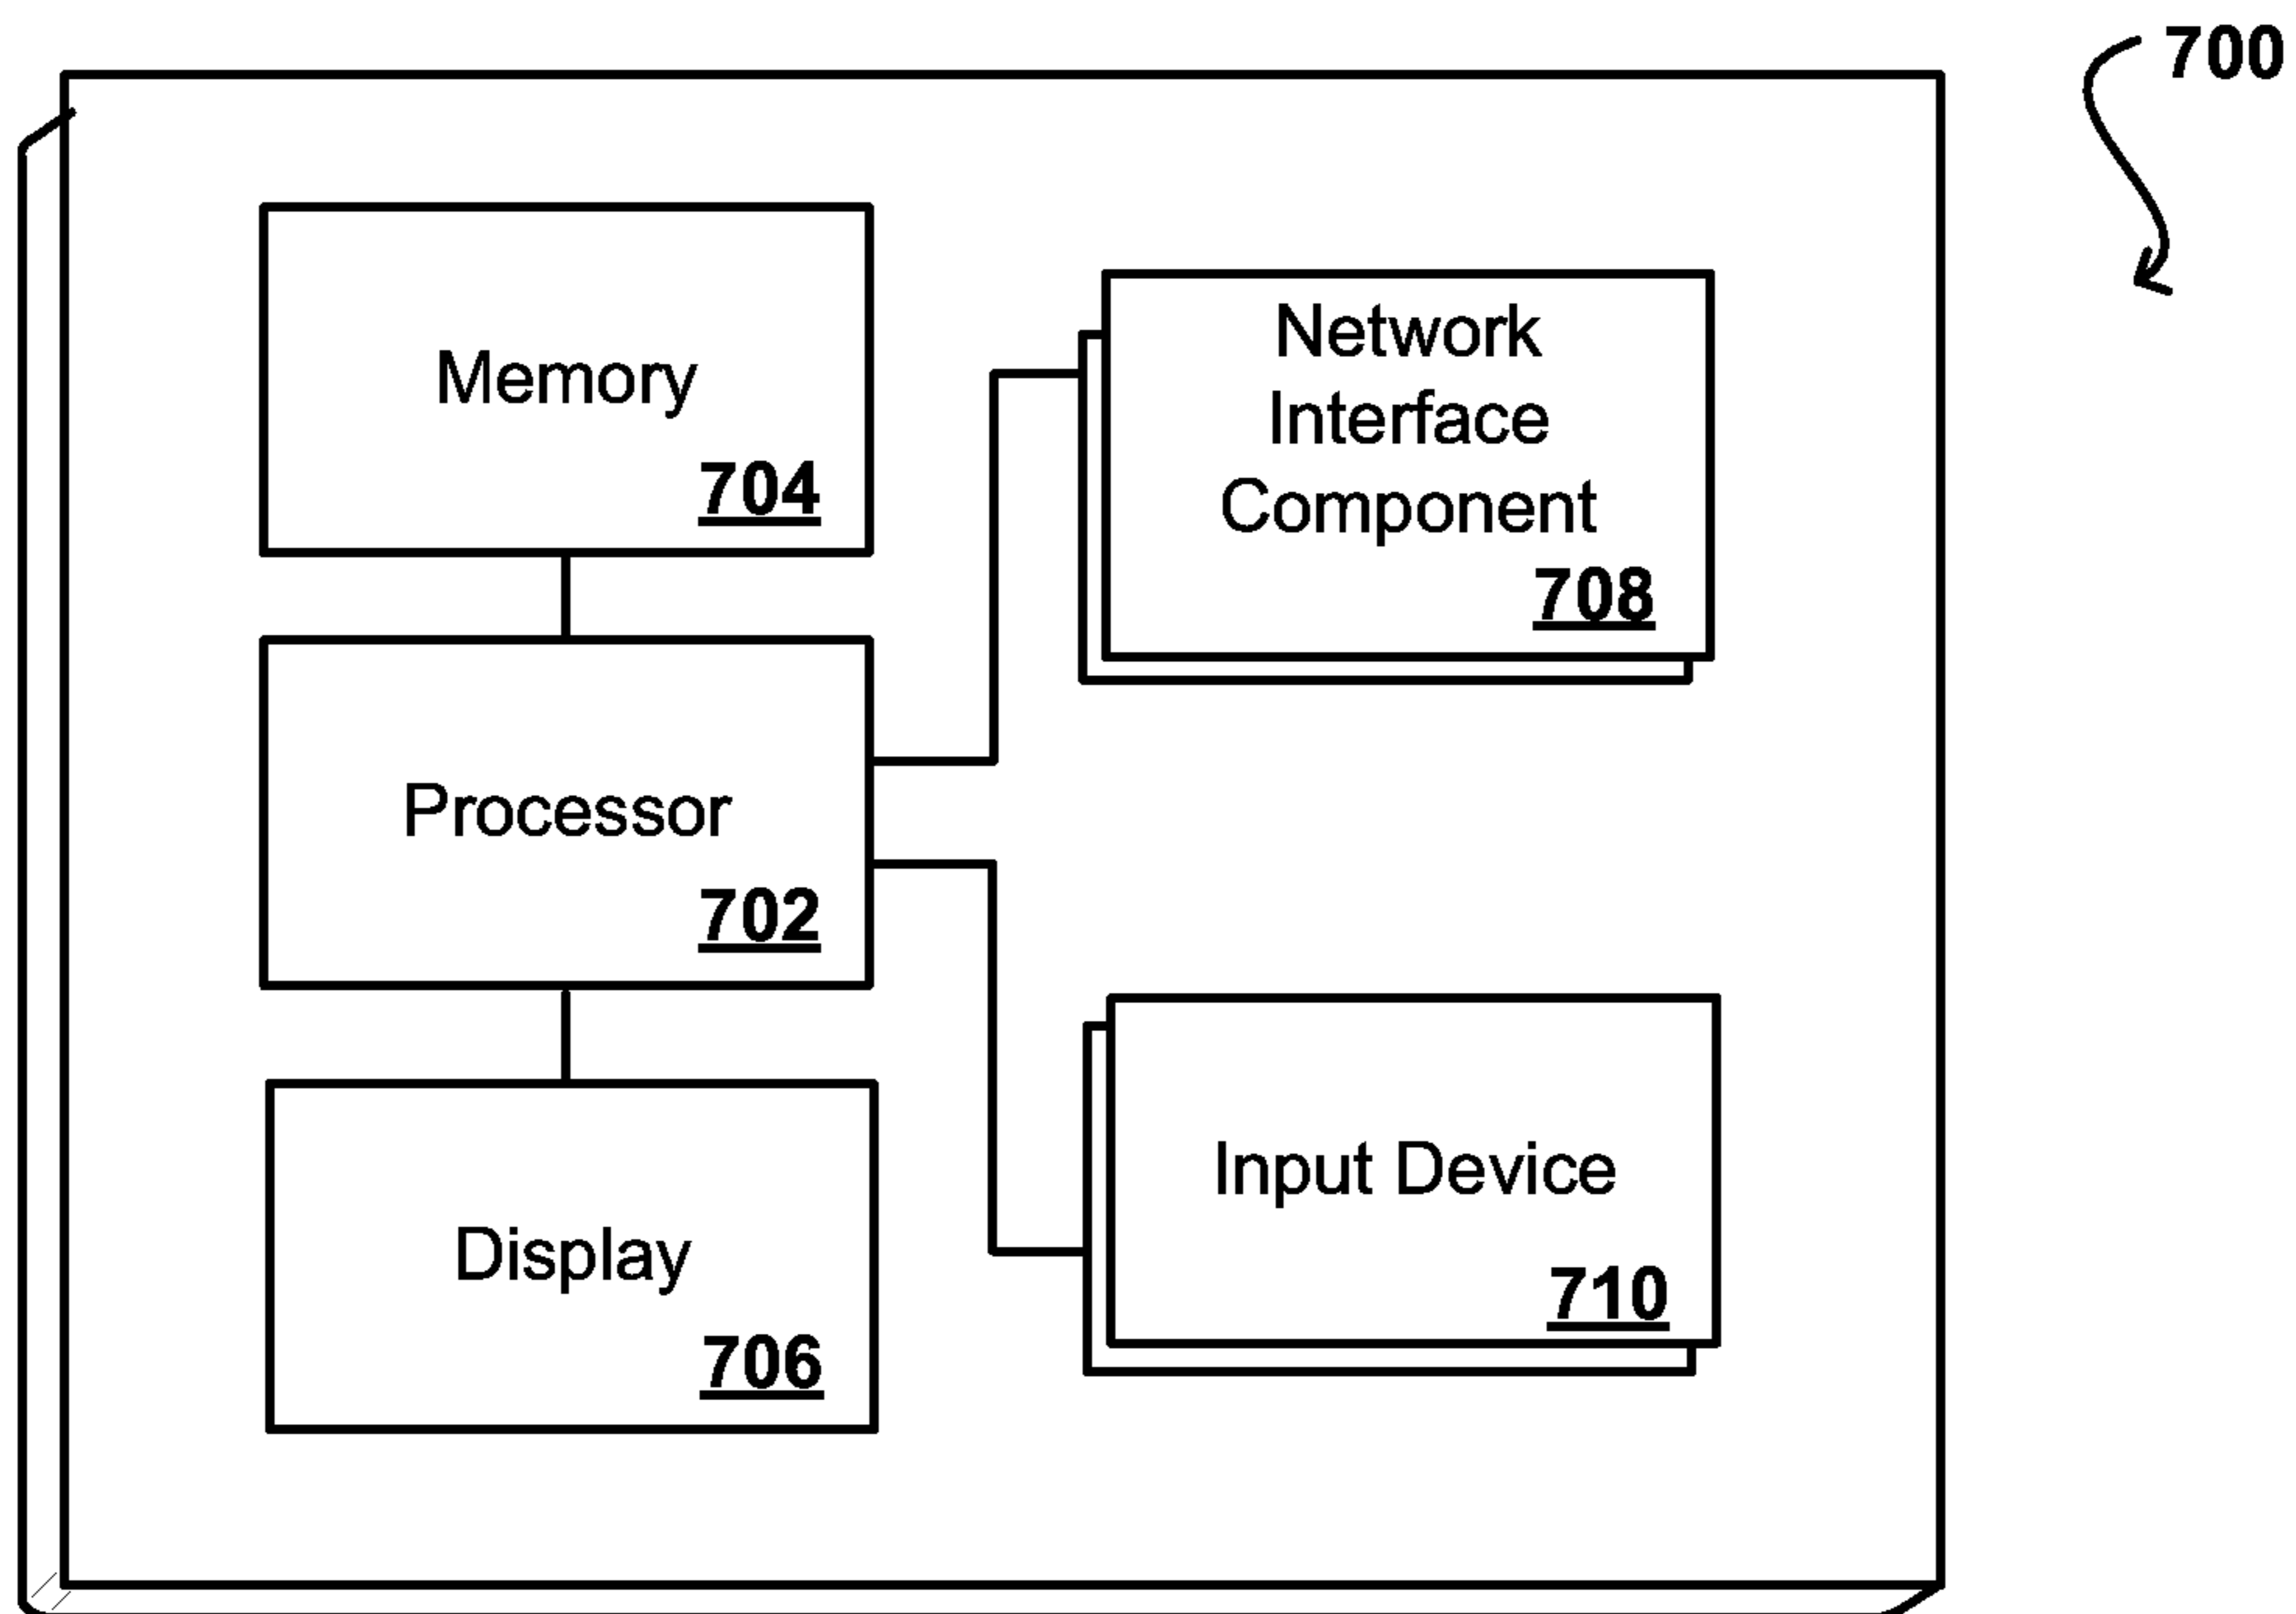 700
Memory
704
Network
Interface
Component
708
Processor
702
Input Device
710
Display
706